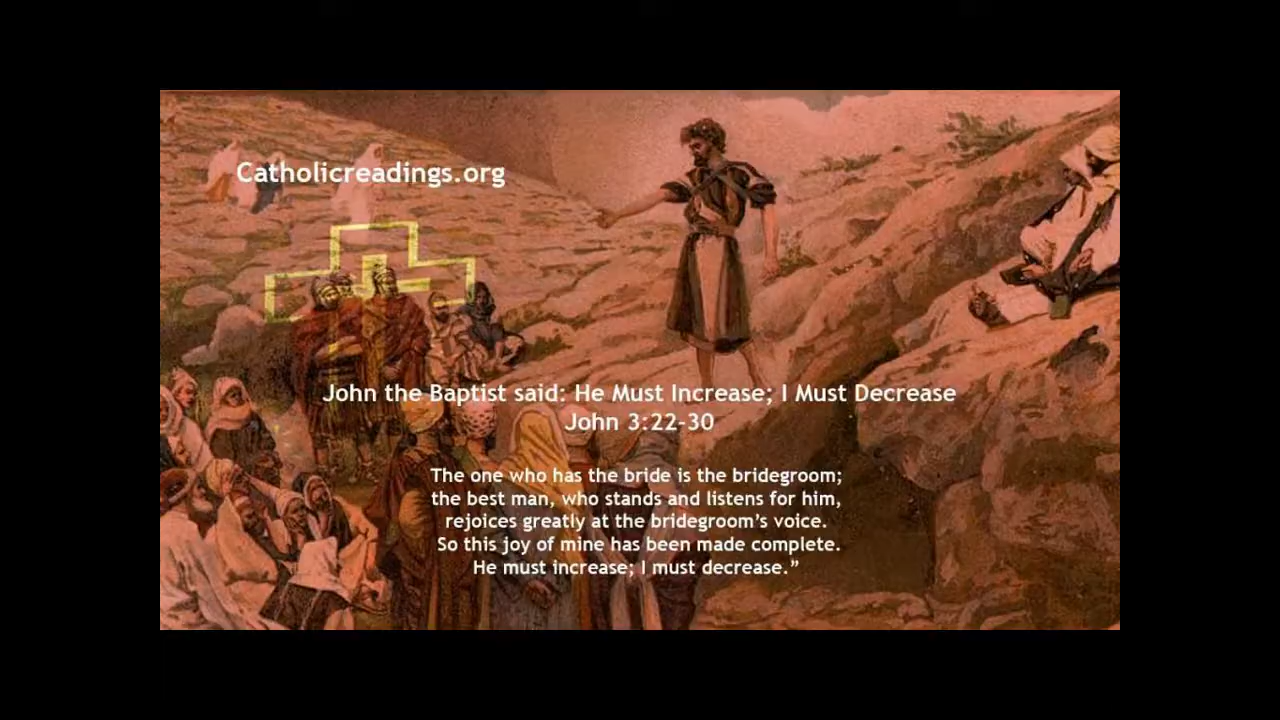 Catholicreadings.org
John the Baptist said: He Must Increase; I Must Decrease
John 3:22-30
The one who has the bride is the bridegroom;
the best man, who stands and listens for him,
rejoices greatly at the bridegroom’s voice.
So this joy of mine has been made complete.
He must increase; I must decrease.”